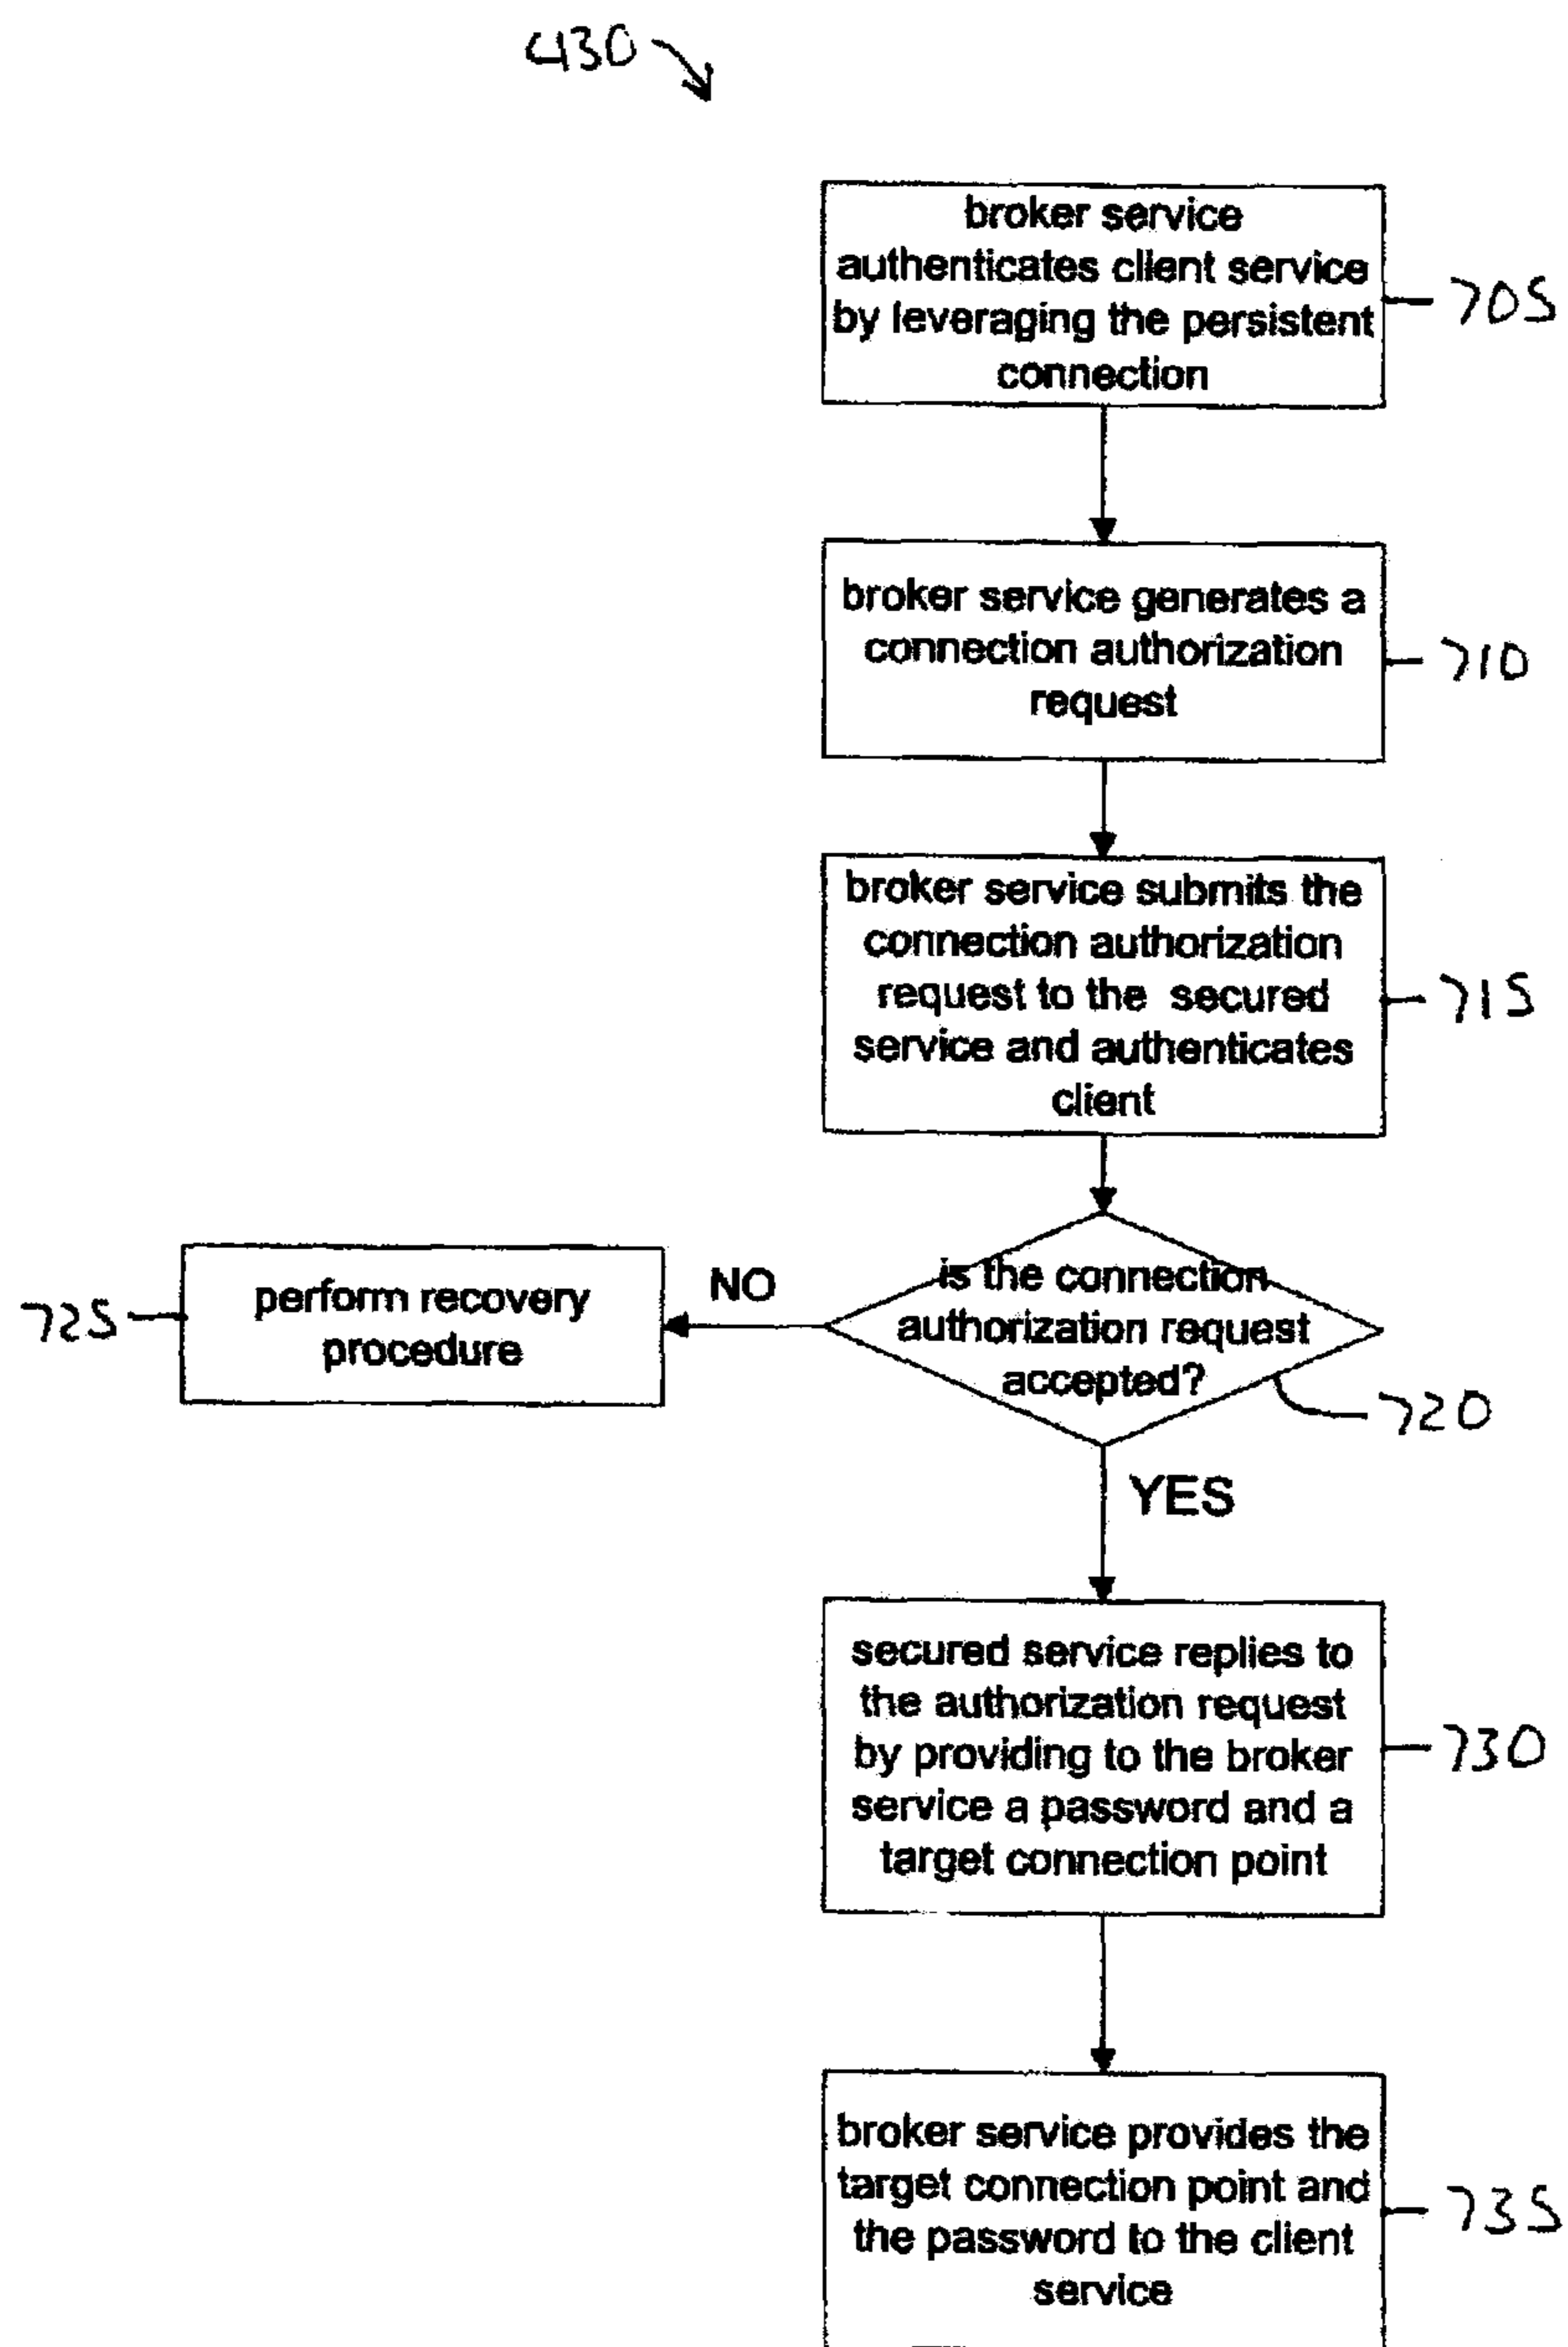 430
broker service
authenticates client service
by leveraging the persistent
connection
705
broker service generates a
connection authorization
request
710
broker service submits the
connection authorization
request to the secured
service and authenticates
client
715
is the connection
authorization request
accepted?
720
NO
perform recovery
procedure
725
YES
secured service replies to
the authorization request
by providing to the broker
service a password and a
target connection point
730
broker service provides the
target connection point and
the password to the client
service
735